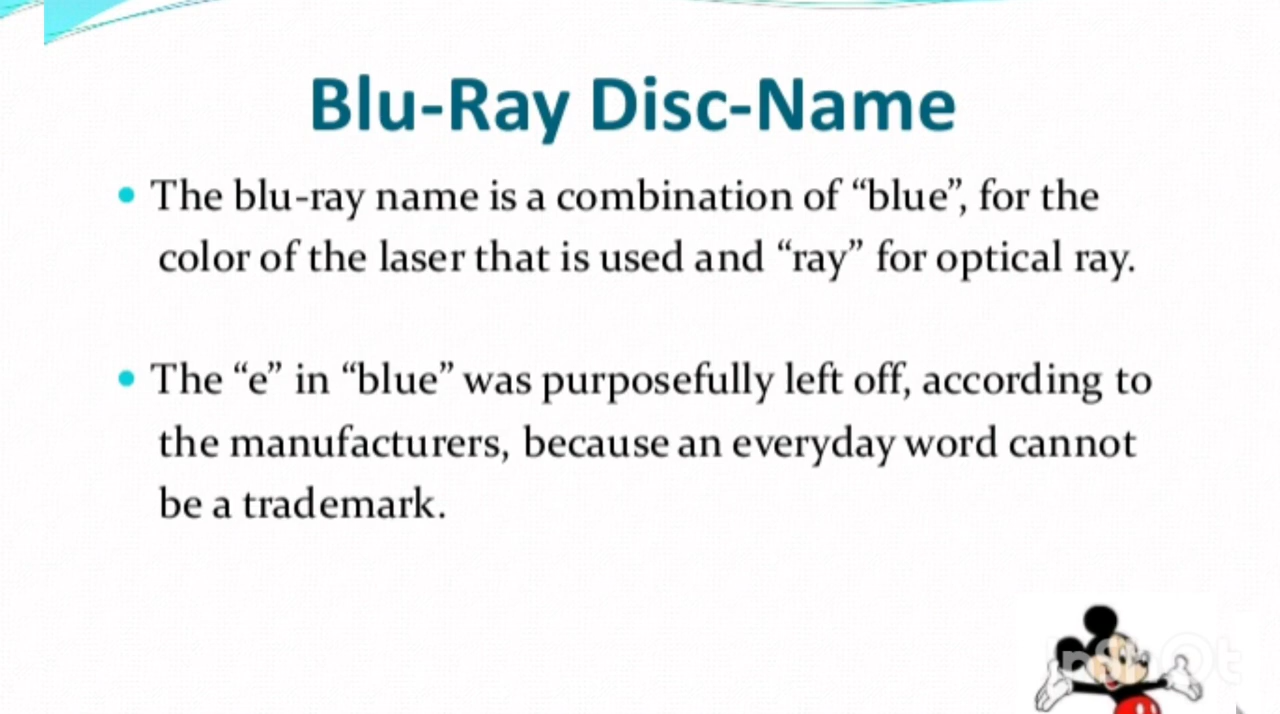 Blu-Ray Disc-Name
• The blu-ray name is a combination of “blue”, for the
color of the laser that is used and “ray” for optical ray.
• The “e” in “blue” was purposefully left off, according to
the manufacturers, because an everyday word cannot
be a trademark.
InShOt